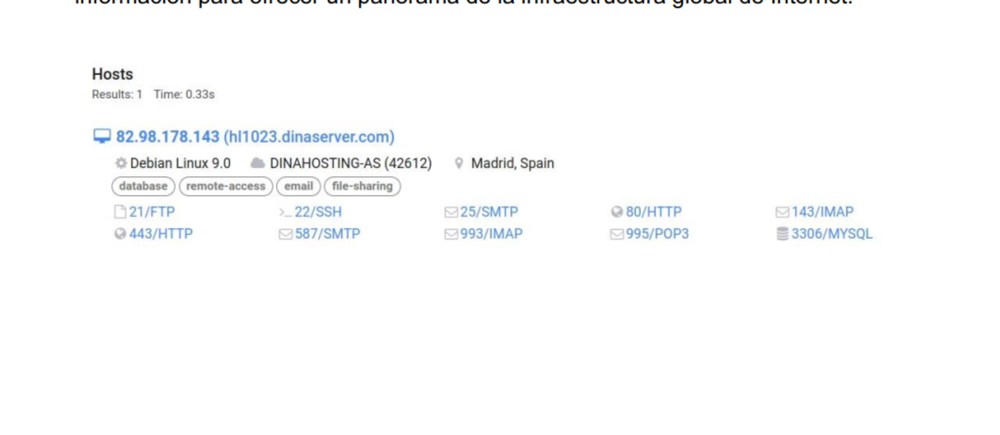 información para ofrecer un panorama de la infraestructura global de Internet.
Hosts
Results: 1 Time: 0.33s
82.98.178.143 (hl1023.dinaserver.com)
Debian Linux 9.0 DINAHOSTING-AS (42612) Madrid, Spain
database remote-access email file-sharing
21/FTP >_ 22/SSH 25/SMTP 80/HTTP 143/IMAP
443/HTTP 587/SMTP 993/IMAP 995/POP3 3306/MYSQL